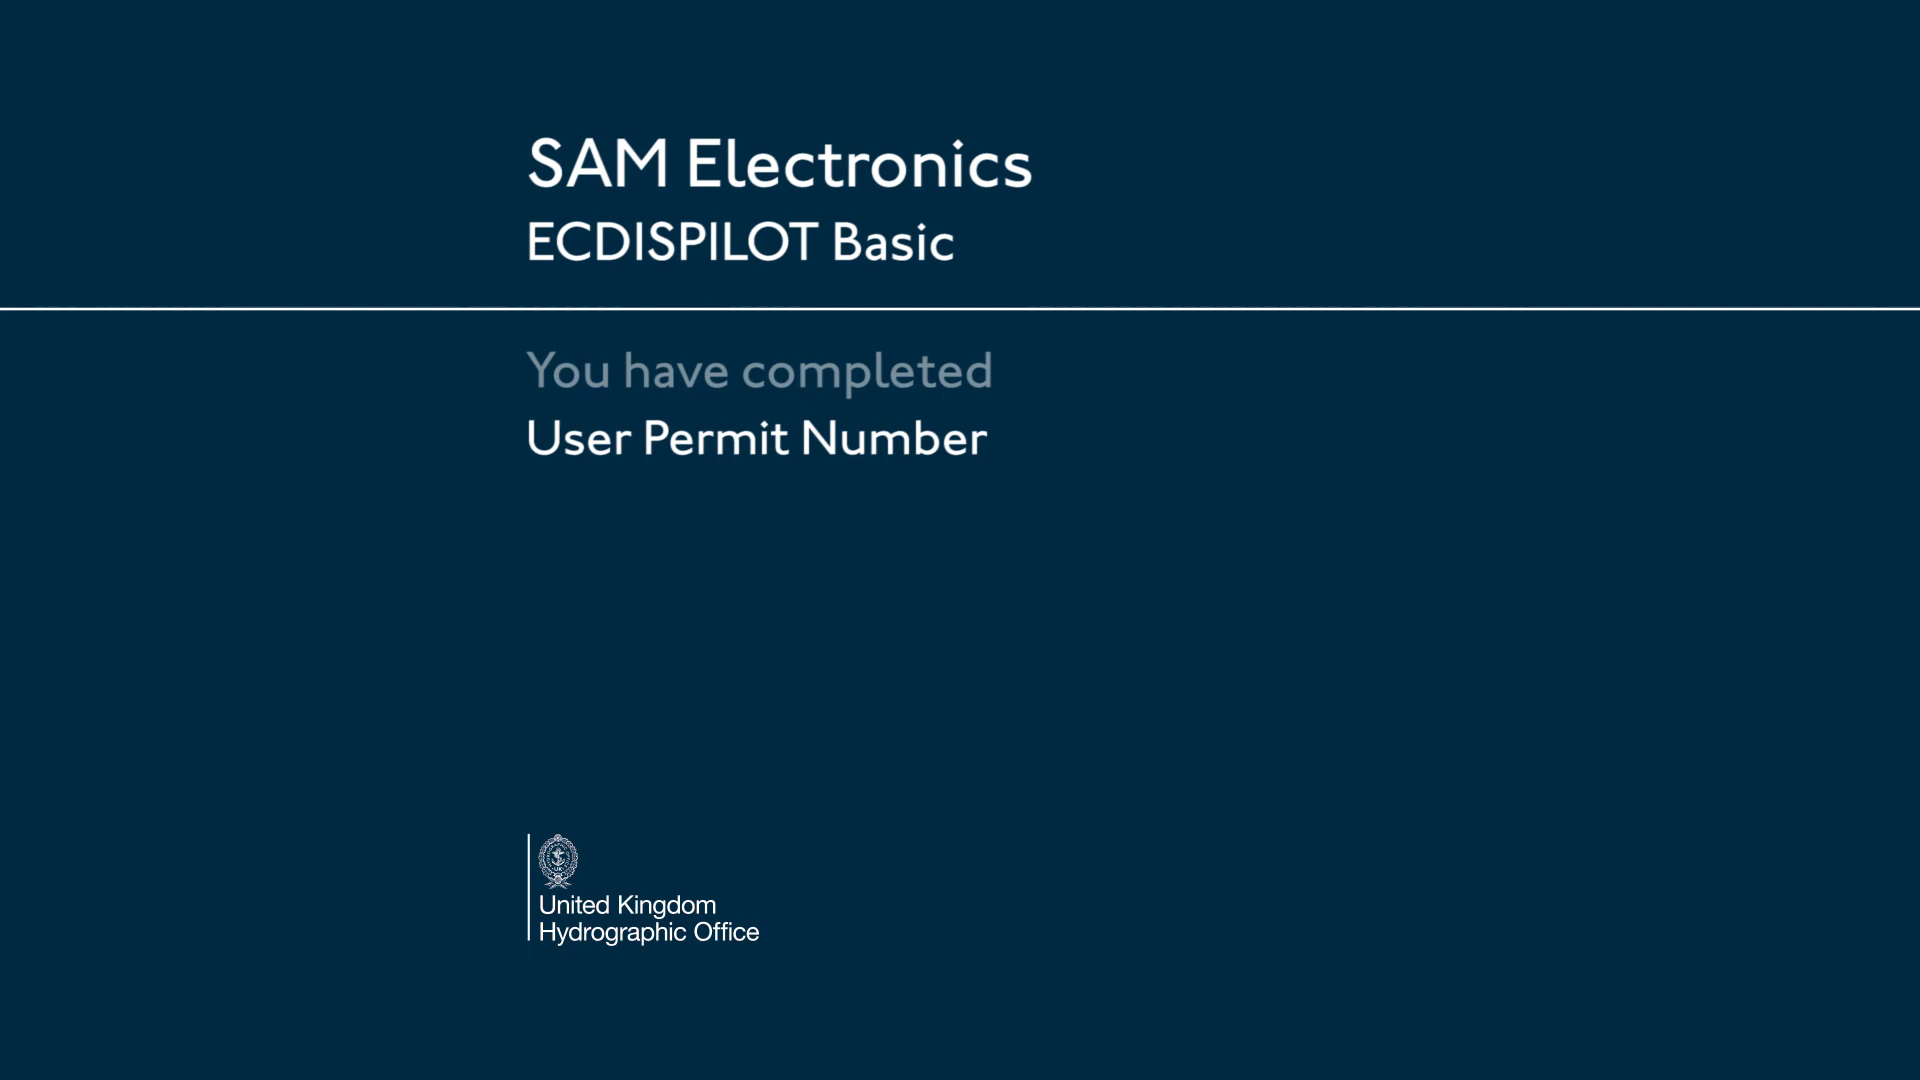 SAM Electronics
ECDISPILOT Basic
You have completed
User Permit Number
United Kingdom
Hydrographic Office